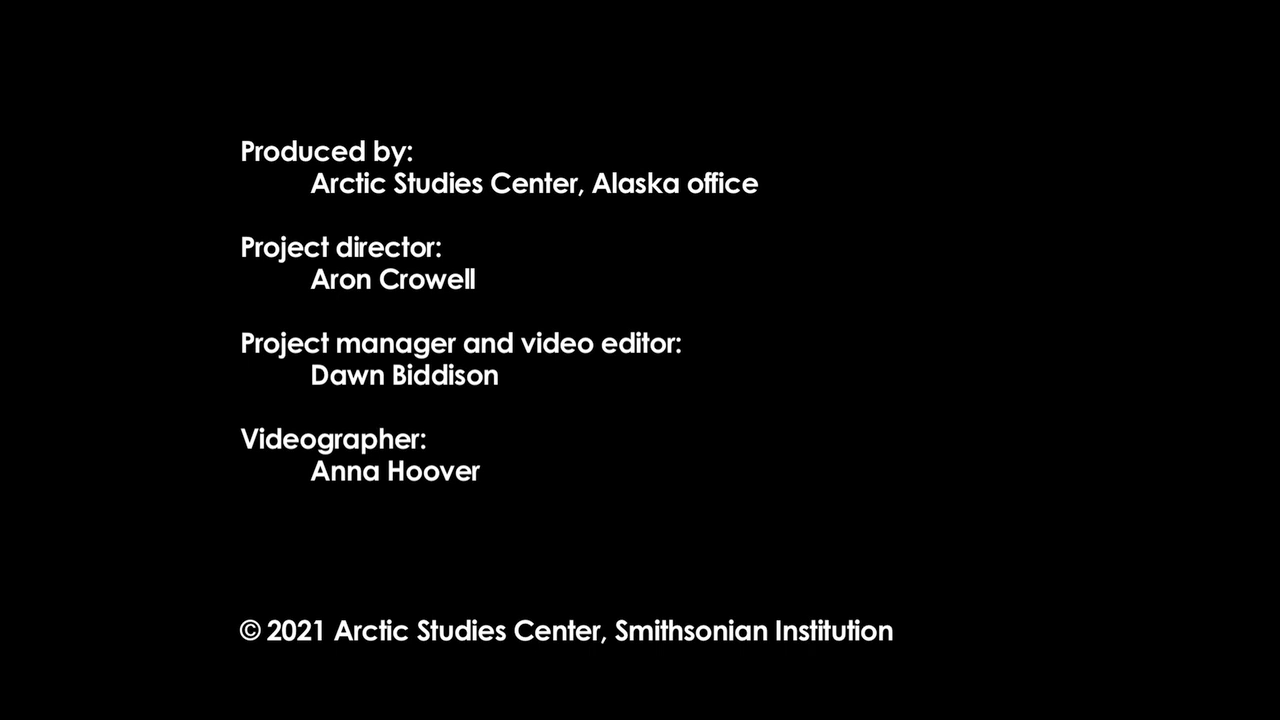 Produced by:
Arctic Studies Center, Alaska office
Project director:
Aron Crowell
Project manager and video editor:
Dawn Biddison
Videographer:
Anna Hoover
© 2021 Arctic Studies Center, Smithsonian Institution